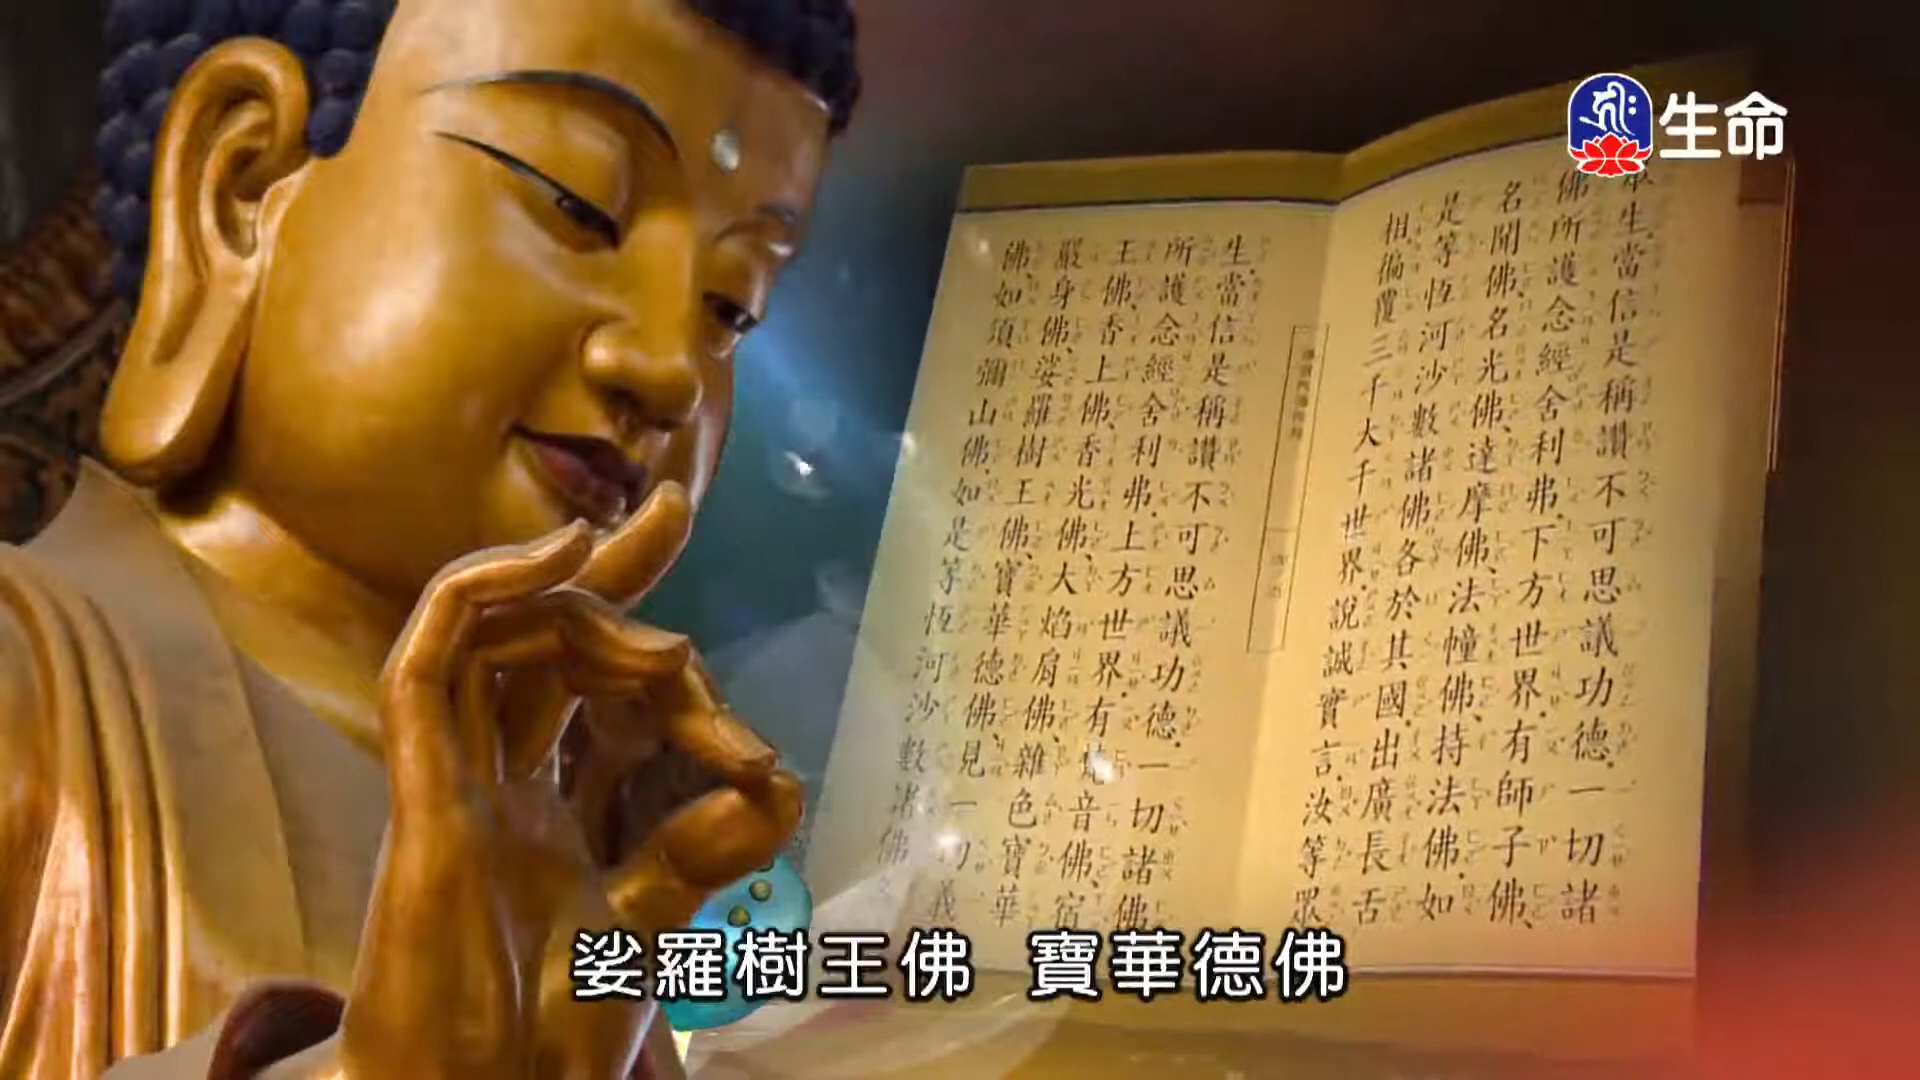 生命
眾生當信是稱讚不可思議功德一切諸
佛所護念經舍利弗下方世界有師子佛、
名聞佛、名光佛、達摩佛、法幢佛、持法佛如
是等恆河沙數諸佛各於其國出廣長舌
相徧覆三千大千世界說誠實言汝等眾
生當信是稱讚不可思議功德一切諸佛
所護念經舍利弗上方世界有梵音佛、宿
王佛、香上佛、香光佛、大焰肩佛、雜色寶華
嚴身佛、娑羅樹王佛、寶華德佛、見一切義
佛、如須彌山佛如是等恆河沙數諸佛
娑羅樹王佛 寶華德佛